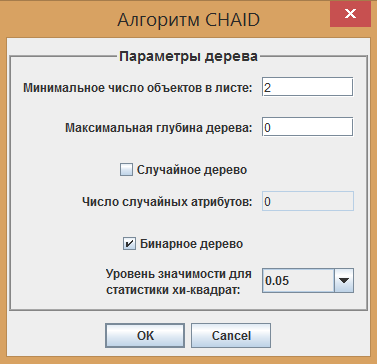 Алгоритм CHAID
Параметры дерева
Минимальное число объектов в листе: 2
Максимальная глубина дерева: 0
Случайное дерево
Число случайных атрибутов: 0
Бинарное дерево
Уровень значимости для
статистики хи-квадрат: 0.05
OK Cancel